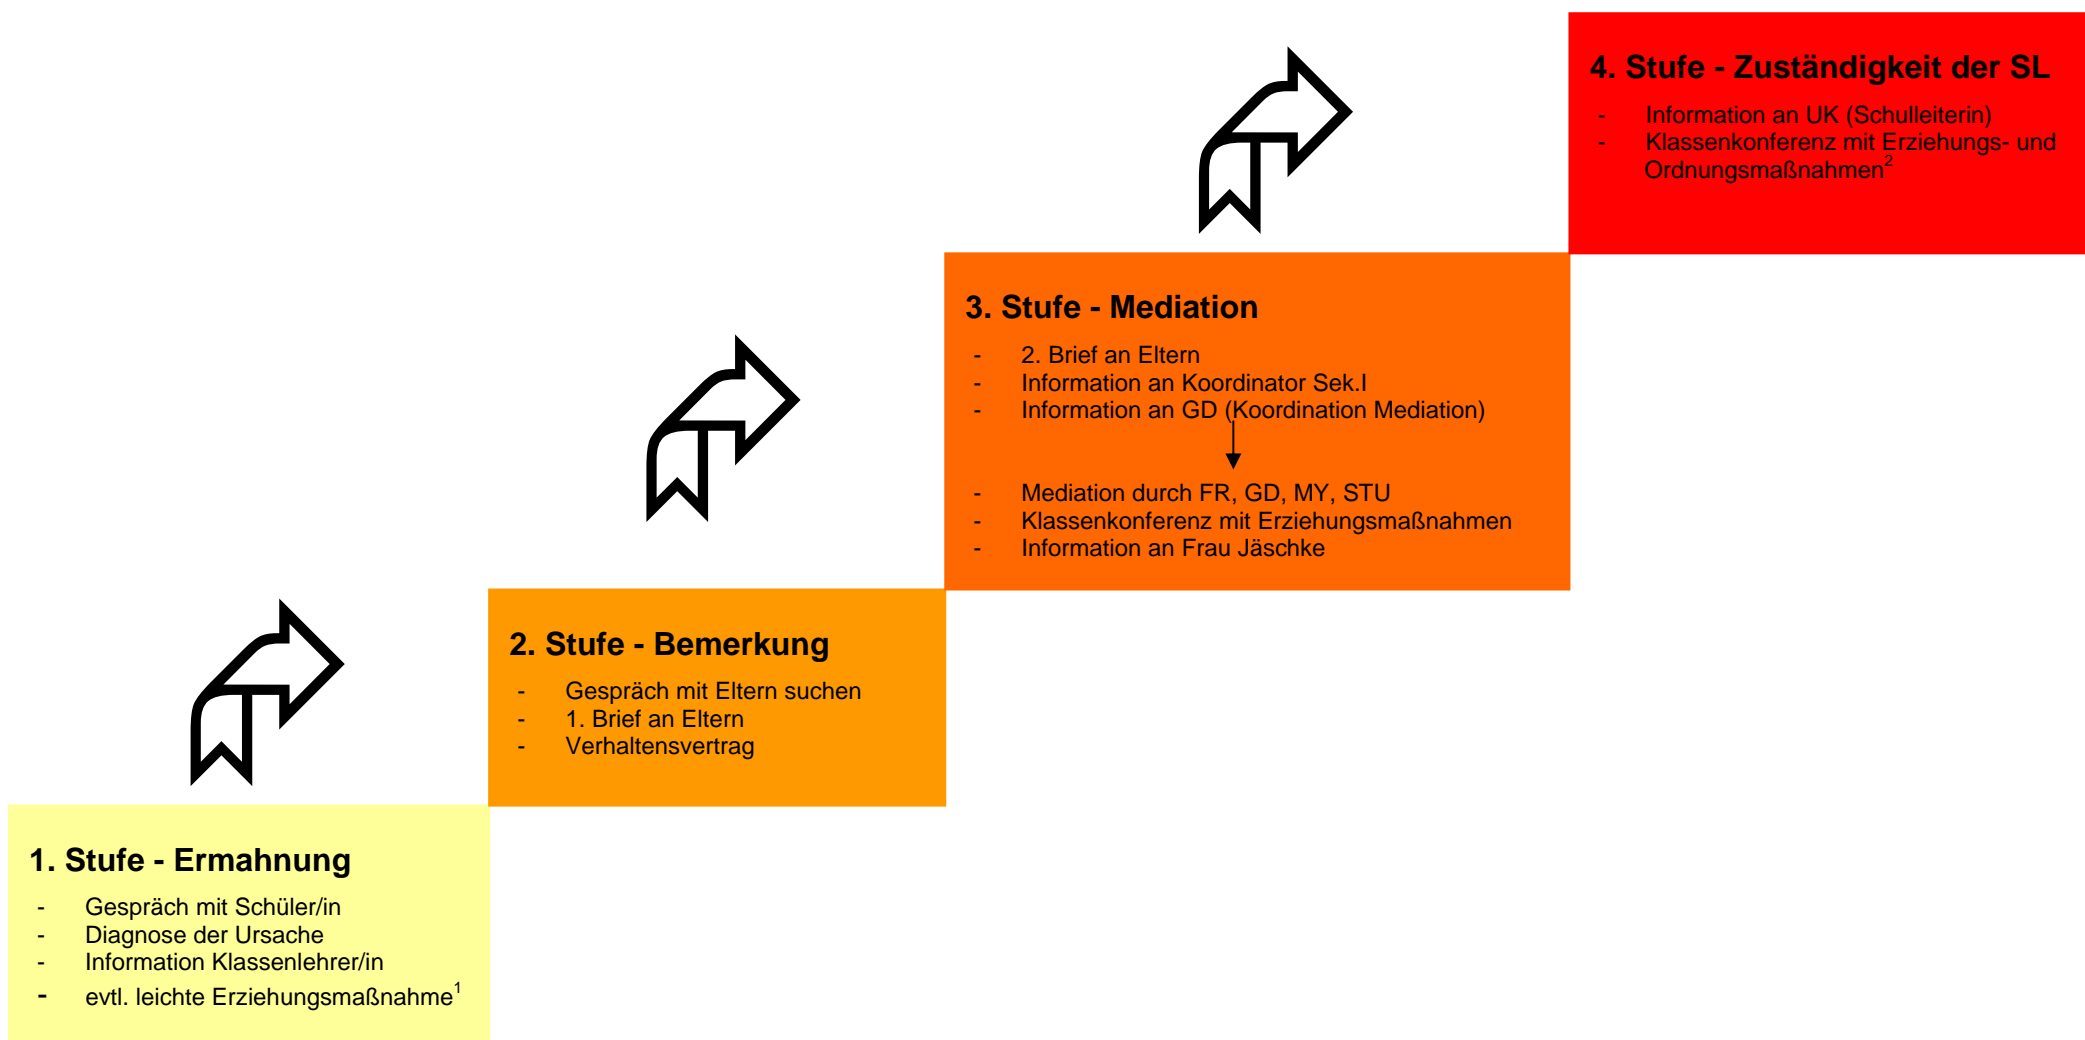 4. Stufe - Zuständigkeit der SL
- Information an UK (Schulleiterin)
- Klassenkonferenz mit Erziehungs- und
Ordnungsmaßnahmen²
3. Stufe - Mediation
- 2. Brief an Eltern
- Information an Koordinator Sek.I
- Information an GD (Koordination Mediation)
- Mediation durch FR, GD, MY, STU
- Klassenkonferenz mit Erziehungsmaßnahmen
- Information an Frau Jäschke
2. Stufe - Bemerkung
- Gespräch mit Eltern suchen
- 1. Brief an Eltern
- Verhaltensvertrag
1. Stufe - Ermahnung
- Gespräch mit Schüler/in
- Diagnose der Ursache
- Information Klassenlehrer/in
- evtl. leichte Erziehungsmaßnahme¹